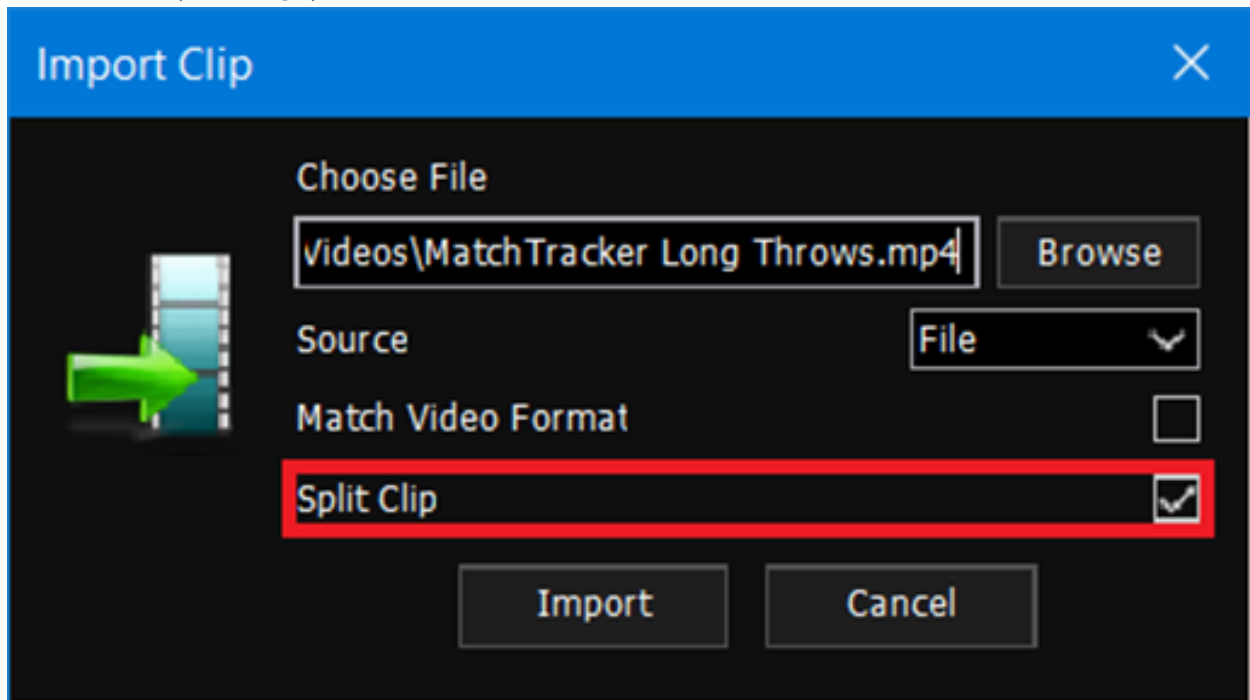 Import Clip
Choose File
Videos\MatchTracker Long Throws.mp4
Browse
Source
File
Match Video Format
Split Clip
Import
Cancel